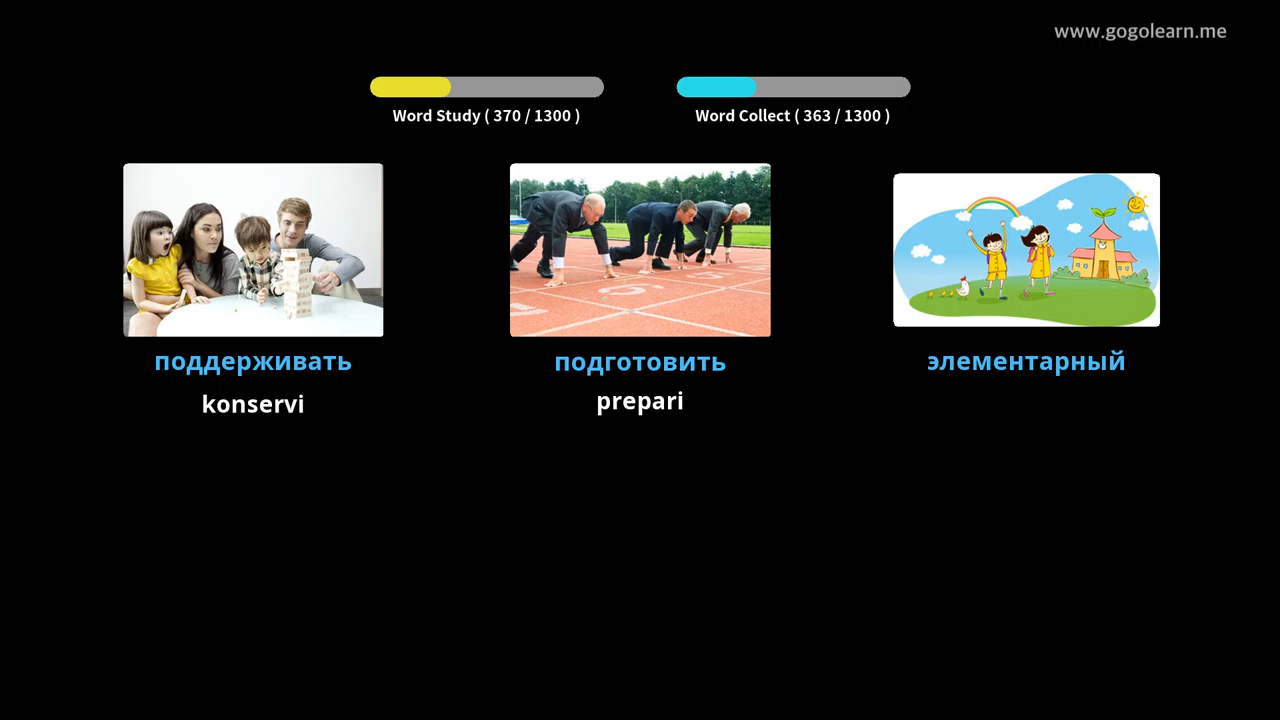 www.gogolearn.me
Word Study ( 370 / 1300 )
Word Collect ( 363 / 1300 )
поддерживать
подготовить
элементарный
konservi
prepari